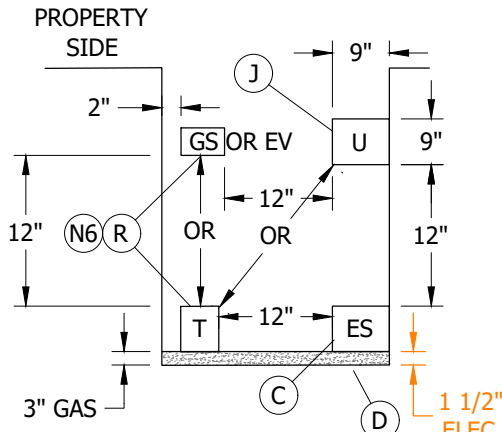 PROPERTY
SIDE
9"
J
2"
GS OR EV
U
9"
12"
12"
N6
R
OR
OR
12"
T
12"
ES
3" GAS
C
D
1 1/2"
ELEC